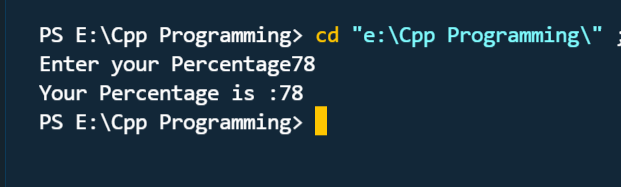 PS E:\Cpp Programming> cd "e:\Cpp Programming\" ;
Enter your Percentage78
Your Percentage is :78
PS E:\Cpp Programming>